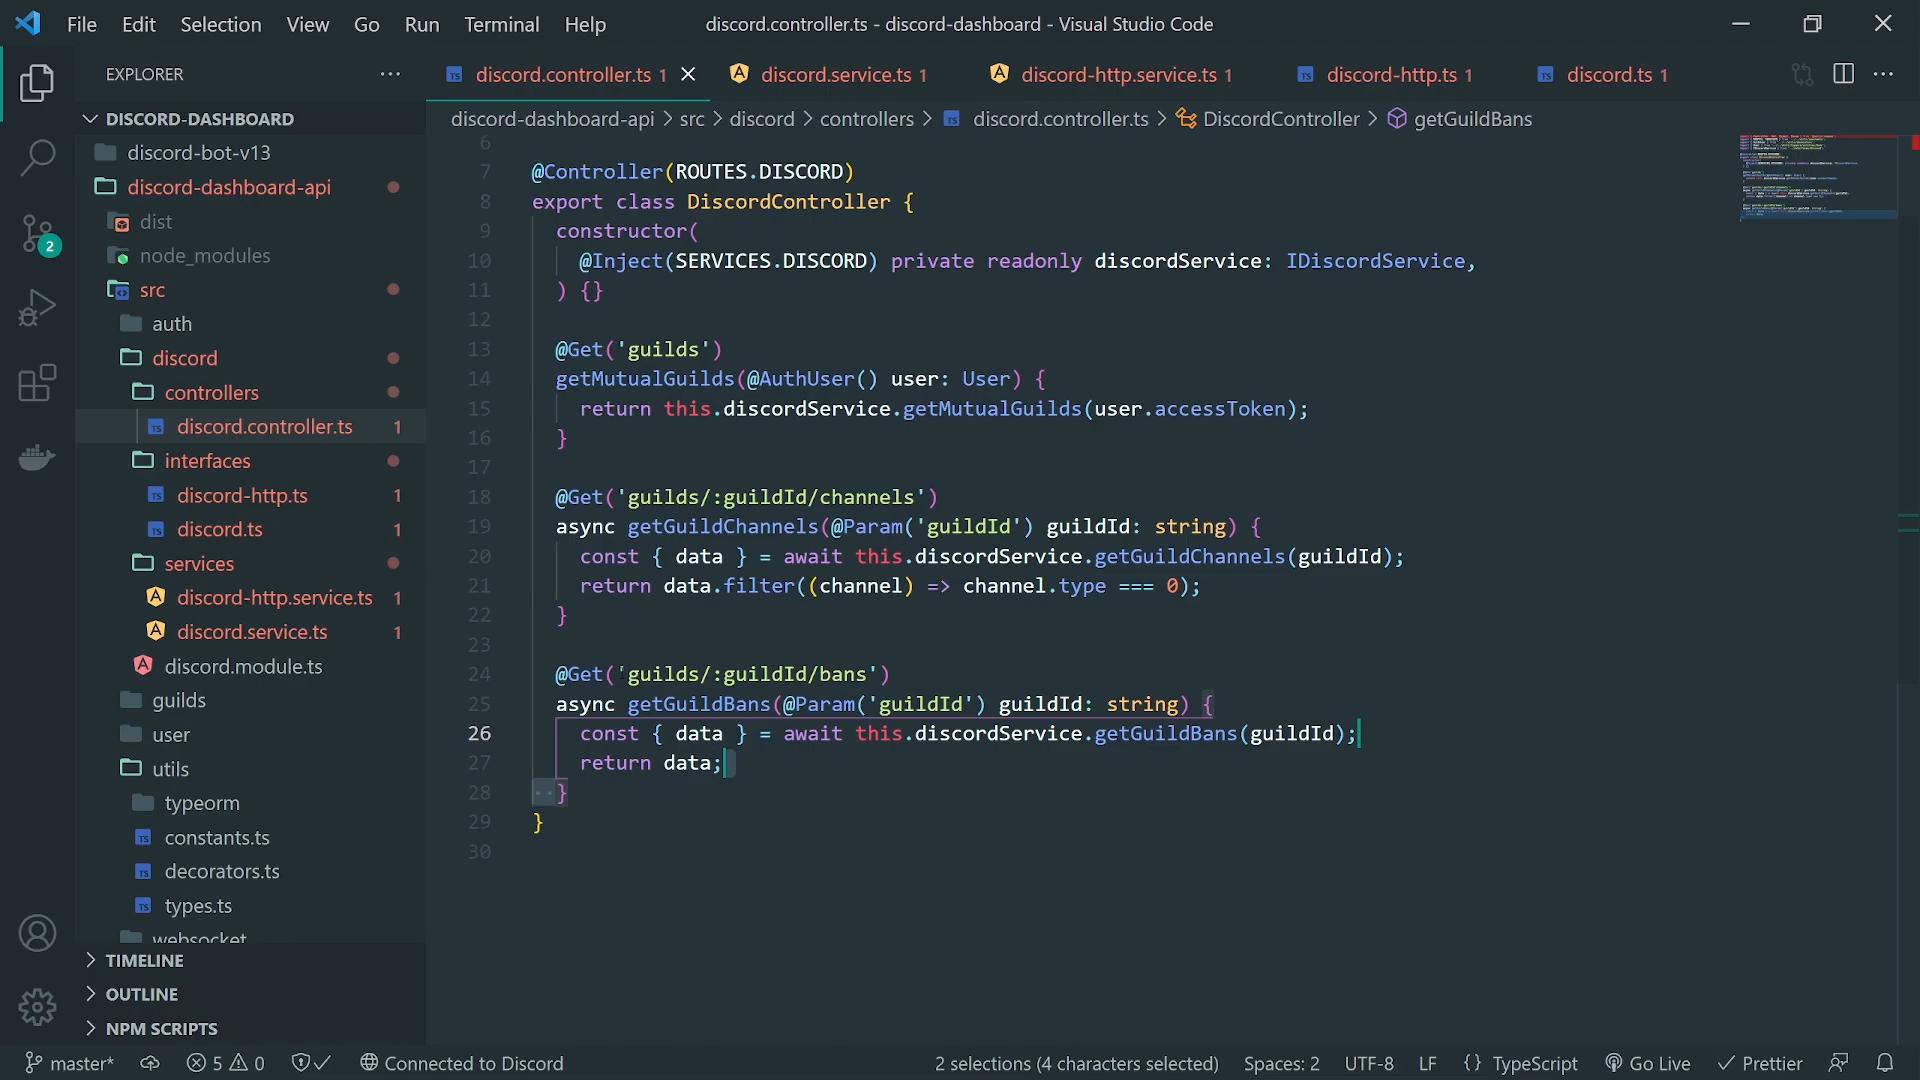 File Edit Selection View Go Run Terminal Help
discord.controller.ts - discord-dashboard - Visual Studio Code
EXPLORER
discord.controller.ts 1
discord.service.ts 1
discord-http.service.ts 1
discord-http.ts 1
discord.ts 1
discord-dashboard-api > src > discord > controllers > discord.controller.ts > DiscordController > getGuildBans
DISCORD-DASHBOARD
discord-bot-v13
discord-dashboard-api
dist
node_modules
src
auth
discord
controllers
discord.controller.ts 1
interfaces
discord-http.ts 1
discord.ts 1
services
discord-http.service.ts 1
discord.service.ts 1
discord.module.ts
guilds
user
utils
typeorm
constants.ts
decorators.ts
types.ts
websocket
TIMELINE
OUTLINE
NPM SCRIPTS
2
6
7 @Controller(ROUTES.DISCORD)
8 export class DiscordController {
9 constructor(
10 @Inject(SERVICES.DISCORD) private readonly discordService: IDiscordService,
11 ) {}
12
13 @Get('guilds')
14 getMutualGuilds(@AuthUser() user: User) {
15 return this.discordService.getMutualGuilds(user.accessToken);
16 }
17
18 @Get('guilds/:guildId/channels')
19 async getGuildChannels(@Param('guildId') guildId: string) {
20 const { data } = await this.discordService.getGuildChannels(guildId);
21 return data.filter((channel) => channel.type === 0);
22 }
23
24 @Get('guilds/:guildId/bans')
25 async getGuildBans(@Param('guildId') guildId: string) {
26 const { data } = await this.discordService.getGuildBans(guildId);
27 return data;
28 }
29 }
30
master* 5 0 Connected to Discord
2 selections (4 characters selected) Spaces: 2 UTF-8 LF {} TypeScript Go Live Prettier